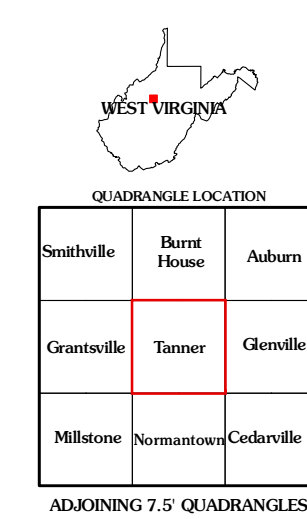 WEST VIRGINIA
QUADRANGLE LOCATION
Smithville
Burnt
House
Auburn
Grantsville
Tanner
Glenville
Millstone
Normantown
Cedarville
ADJOINING 7.5' QUADRANGLES